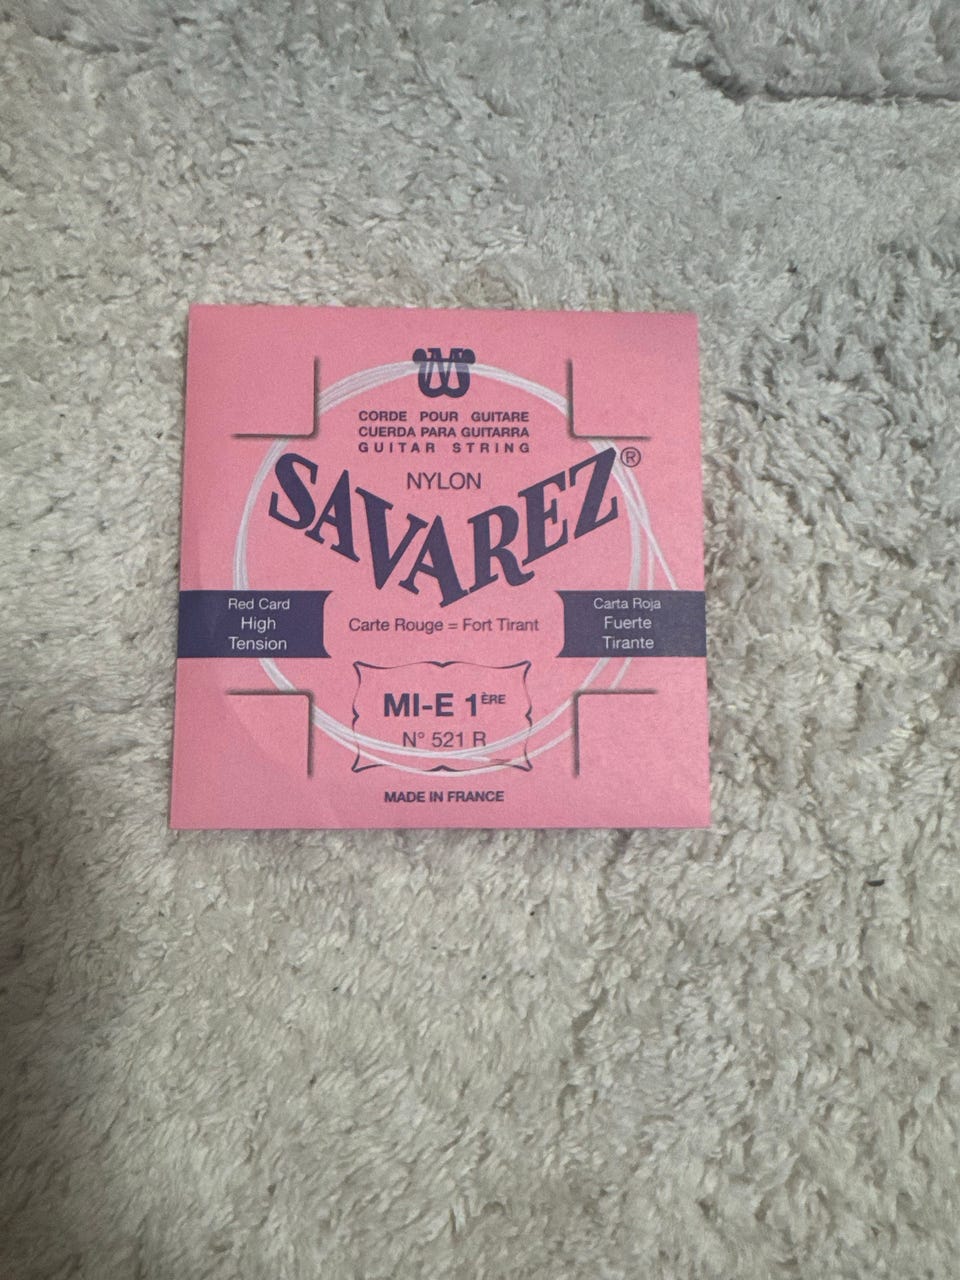 CORDE POUR GUITARE
CUERDA PARA GUITARRA
GUITAR STRING
NYLON
SAVAREZ®
Red Card
High
Tension
Carte Rouge = Fort Tirant
Carta Roja
Fuerte
Tirante
MI-E 1ÈRE
N° 521 R
MADE IN FRANCE